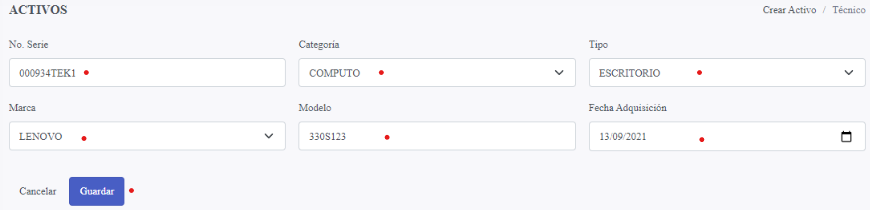 ACTIVOS
Crear Activo / Técnico
No. Serie
Categoría
Tipo
000934TEK1
COMPUTO
ESCRITORIO
Marca
Modelo
Fecha Adquisición
LENOVO
330S123
13/09/2021
Cancelar
Guardar